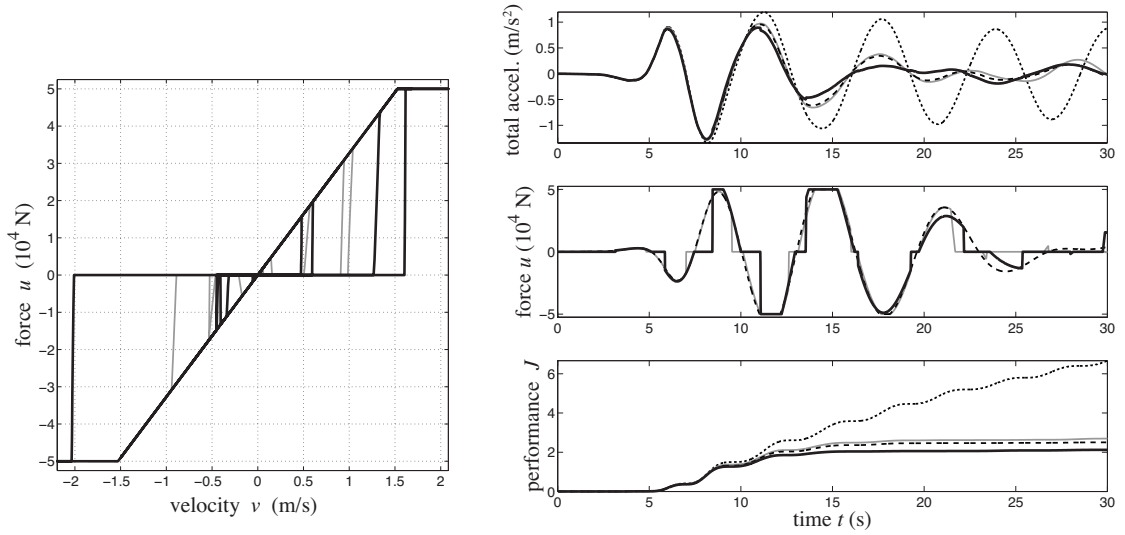 force u (10⁴ N)
5
4
3
2
1
0
−1
−2
−3
−4
−5
−2 −1.5 −1 −0.5 0 0.5 1 1.5 2
velocity v (m/s)
total accel. (m/s²)
1
0.5
0
−0.5
−1
0 5 10 15 20 25 30
force u (10⁴ N)
5
0
−5
0 5 10 15 20 25 30
performance J
6
4
2
0
0 5 10 15 20 25 30
time t (s)